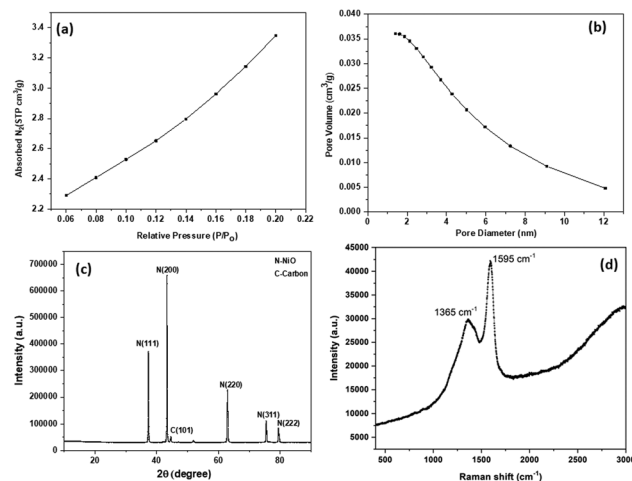 (a)
Absorbed N2(STP cm³/g)
3.4
3.2
3.0
2.8
2.6
2.4
2.2
0.06 0.08 0.10 0.12 0.14 0.16 0.18 0.20 0.22
Relative Pressure (P/PO)
(b)
Pore Volume (cm³/g)
0.040
0.035
0.030
0.025
0.020
0.015
0.010
0.005
0.000
0 2 4 6 8 10 12
Pore Diameter (nm)
(c)
N-NiO
C-Carbon
Intensity (a.u.)
700000
600000
500000
400000
300000
200000
100000
0
N(200)
N(111)
C(101)
N(220)
N(311)
N(222)
20 40 60 80
2θ (degree)
(d)
Intensity (a.u.)
45000
40000
35000
30000
25000
20000
15000
10000
5000
1595 cm⁻¹
1365 cm⁻¹
500 1000 1500 2000 2500 3000
Raman shift (cm⁻¹)